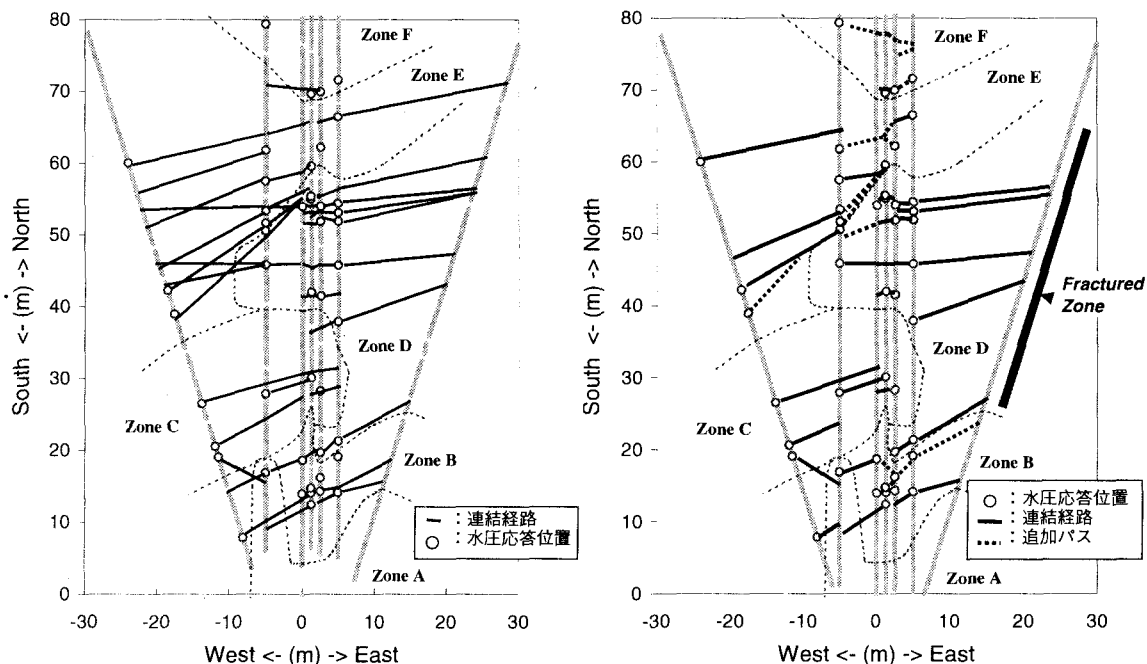 80
70
60
50
40
30
20
10
0
-30
-20
-10
0
10
20
30
South <- (m) -> North
West <- (m) -> East
Zone F
Zone E
Zone D
Zone C
Zone B
Zone A
: 連結経路
: 水圧応答位置
80
70
60
50
40
30
20
10
0
-30
-20
-10
0
10
20
30
South <- (m) -> North
West <- (m) -> East
Zone F
Zone E
Fractured
Zone
Zone D
Zone C
Zone B
Zone A
: 水圧応答位置
: 連結経路
: 追加パス